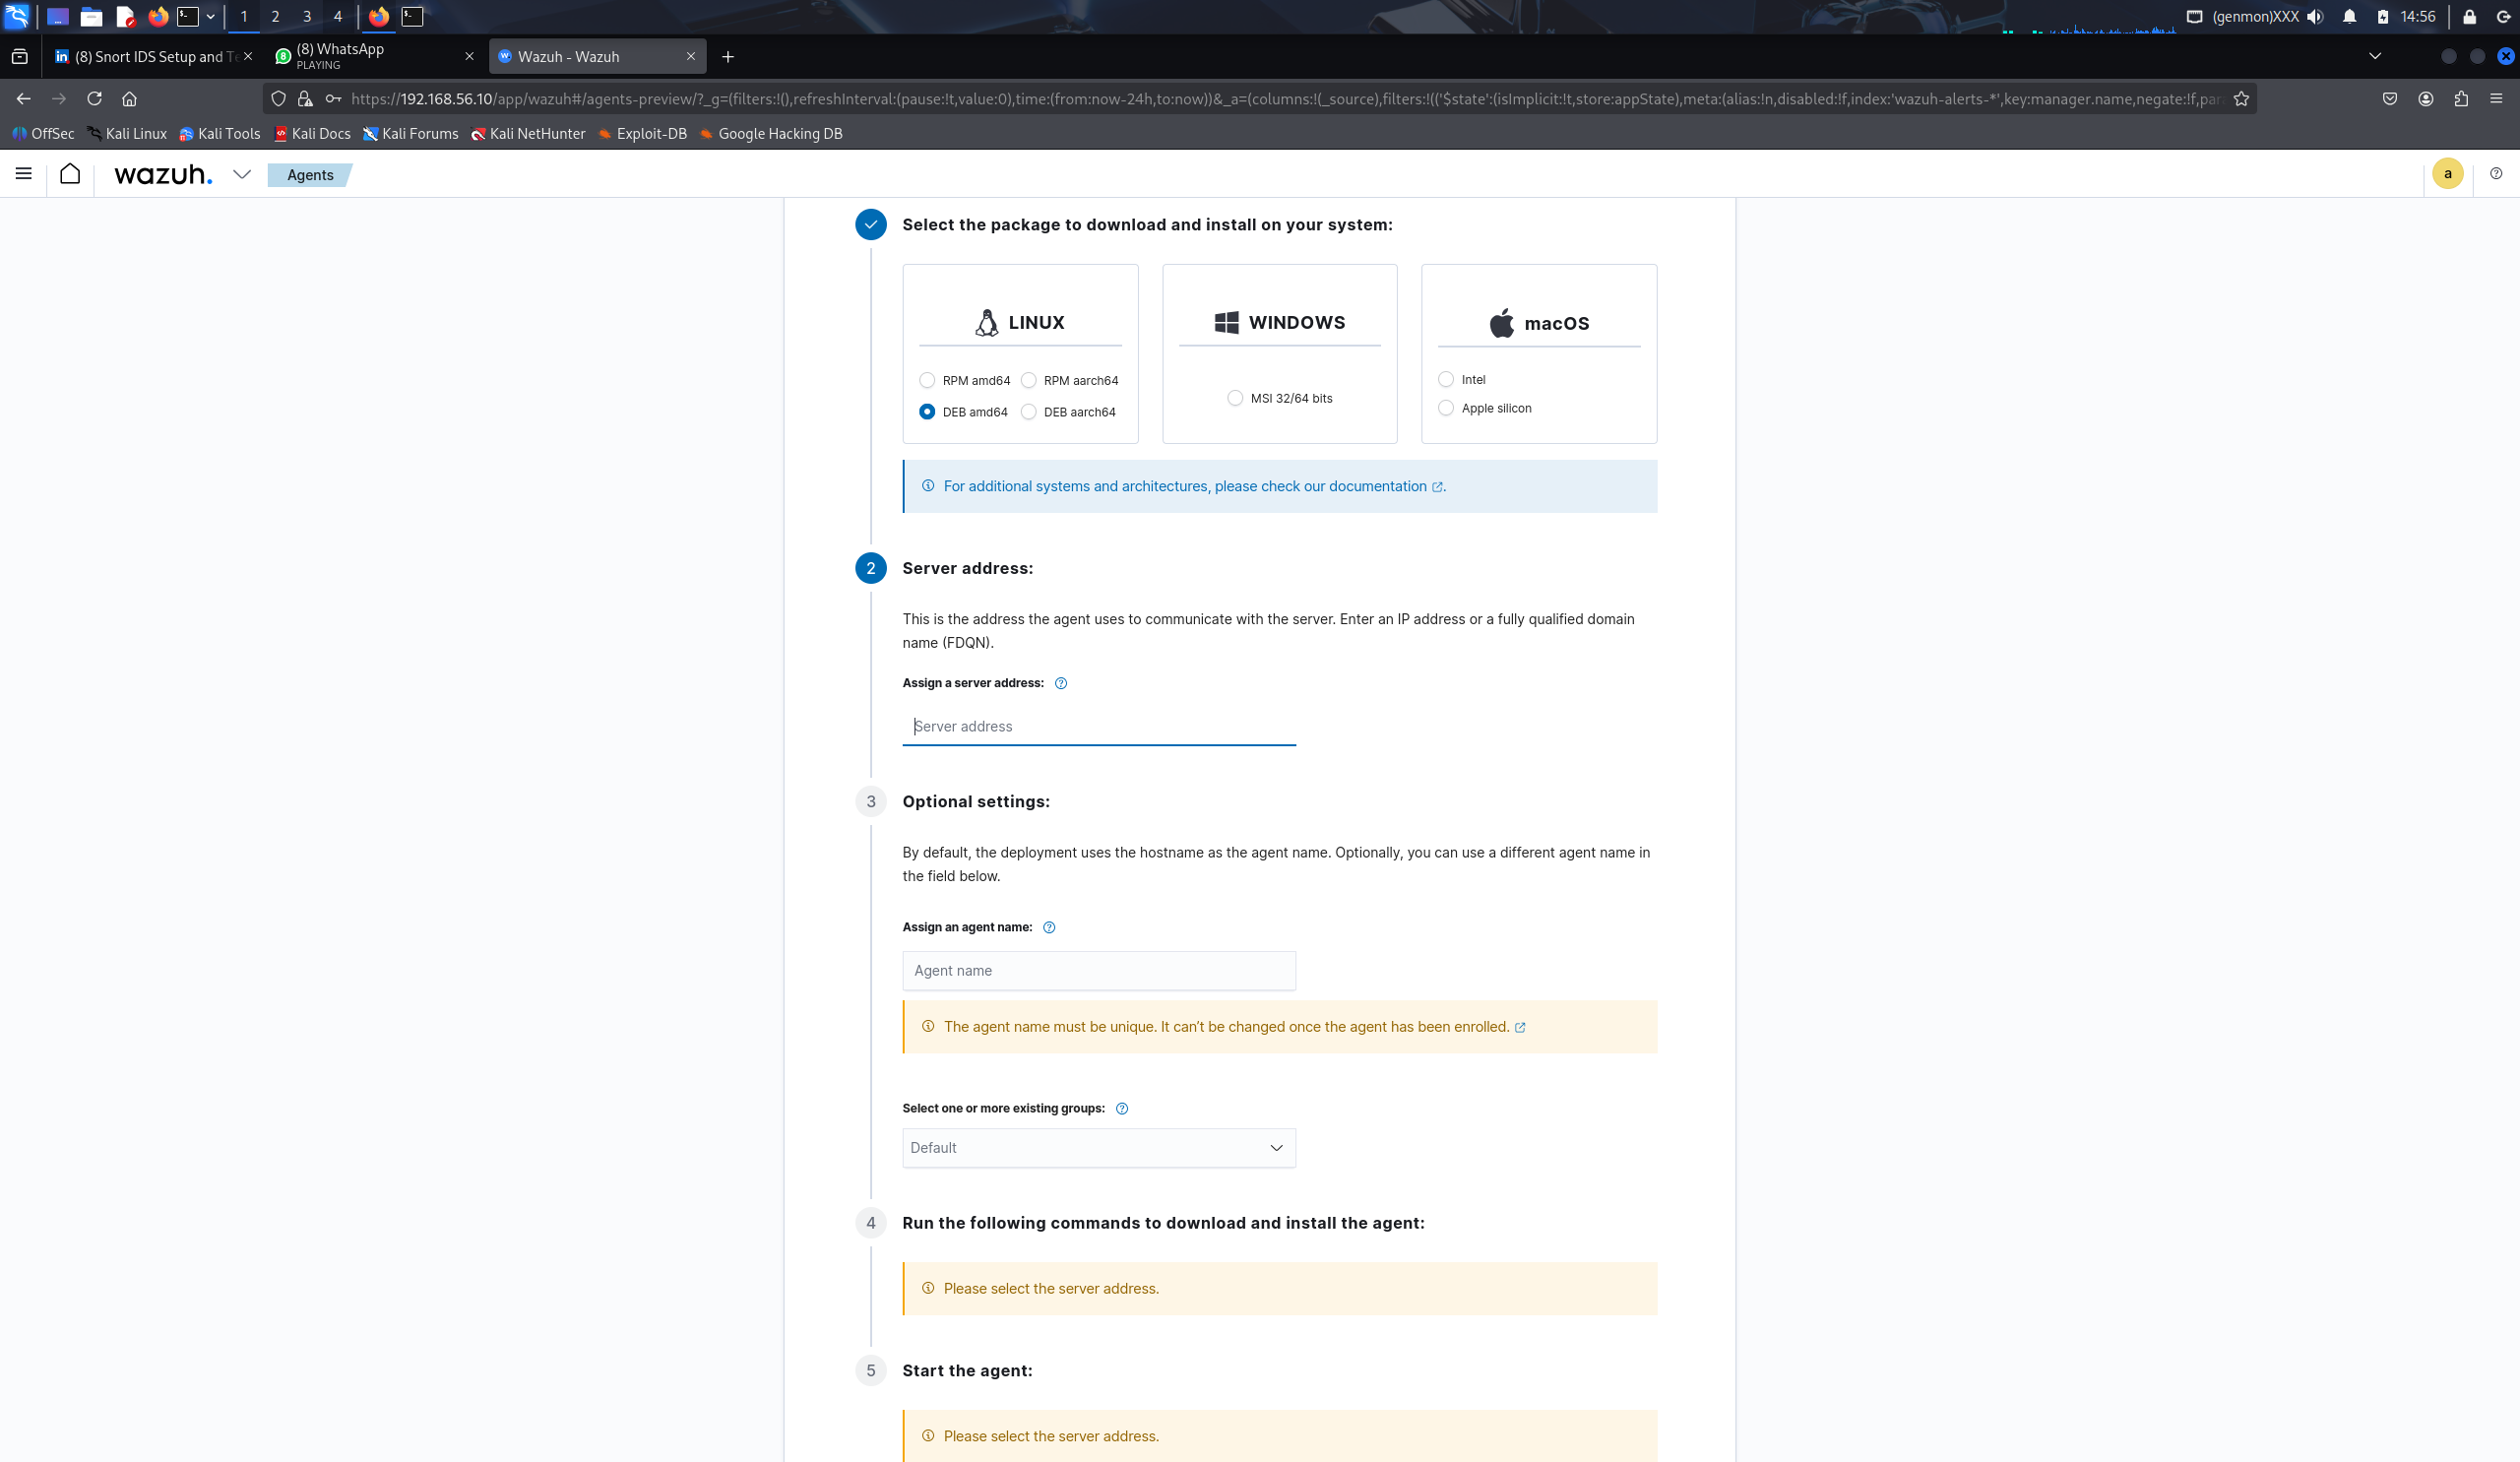 1 2 3 4
(genmon)XXX 14:56
(8) Snort IDS Setup and Te
(8) WhatsApp
PLAYING
Wazuh - Wazuh
https://192.168.56.10/app/wazuh#/agents-preview/?_g=(filters:!(),refreshInterval:(pause:!t,value:0),time:(from:now-24h,to:now))&_a=(columns:!(_source),filters:!(('$state':(isImplicit:!t,store:appState),meta:(alias:!n,disabled:!f,index:'wazuh-alerts-*',key:manager.name,negate:!f,par
OffSec Kali Linux Kali Tools Kali Docs Kali Forums Kali NetHunter Exploit-DB Google Hacking DB
wazuh. Agents a
Select the package to download and install on your system:
LINUX
RPM amd64 RPM aarch64
DEB amd64 DEB aarch64
WINDOWS
MSI 32/64 bits
macOS
Intel
Apple silicon
For additional systems and architectures, please check our documentation .
2 Server address:
This is the address the agent uses to communicate with the server. Enter an IP address or a fully qualified domain
name (FDQN).
Assign a server address:
Server address
3 Optional settings:
By default, the deployment uses the hostname as the agent name. Optionally, you can use a different agent name in
the field below.
Assign an agent name:
Agent name
The agent name must be unique. It can’t be changed once the agent has been enrolled.
Select one or more existing groups:
Default
4 Run the following commands to download and install the agent:
Please select the server address.
5 Start the agent:
Please select the server address.